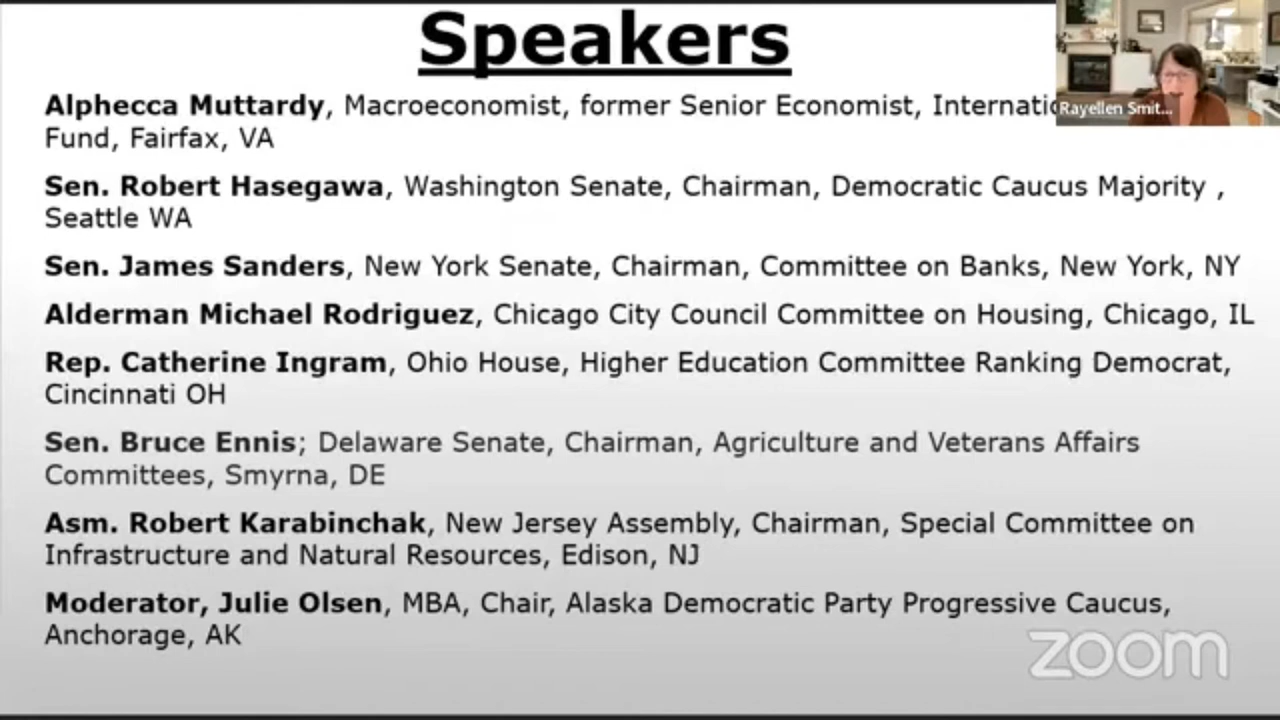 Speakers
Alphecca Muttardy, Macroeconomist, former Senior Economist,
Rayellen Smit...
Fund, Fairfax, VA
Sen. Robert Hasegawa, Washington Senate, Chairman, Democratic Caucus Majority ,
Seattle WA
Sen. James Sanders, New York Senate, Chairman, Committee on Banks, New York, NY
Alderman Michael Rodriguez, Chicago City Council Committee on Housing, Chicago, IL
Rep. Catherine Ingram, Ohio House, Higher Education Committee Ranking Democrat,
Cincinnati OH
Sen. Bruce Ennis; Delaware Senate, Chairman, Agriculture and Veterans Affairs
Committees, Smyrna, DE
Asm. Robert Karabinchak, New Jersey Assembly, Chairman, Special Committee on
Infrastructure and Natural Resources, Edison, NJ
Moderator, Julie Olsen, MBA, Chair, Alaska Democratic Party Progressive Caucus,
Anchorage, AK
zoom